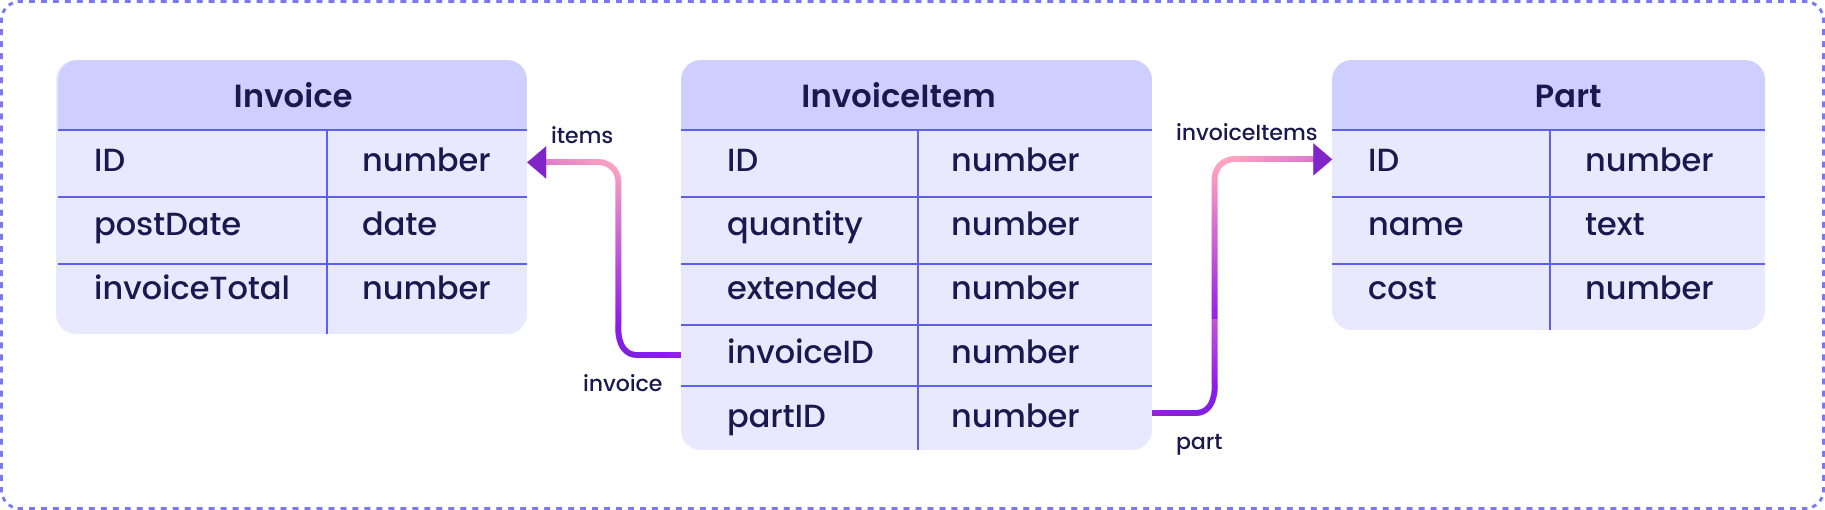 Invoice
ID number
postDate date
invoiceTotal number
items
invoice
InvoiceItem
ID number
quantity number
extended number
invoiceID number
partID number
invoiceItems
part
Part
ID number
name text
cost number